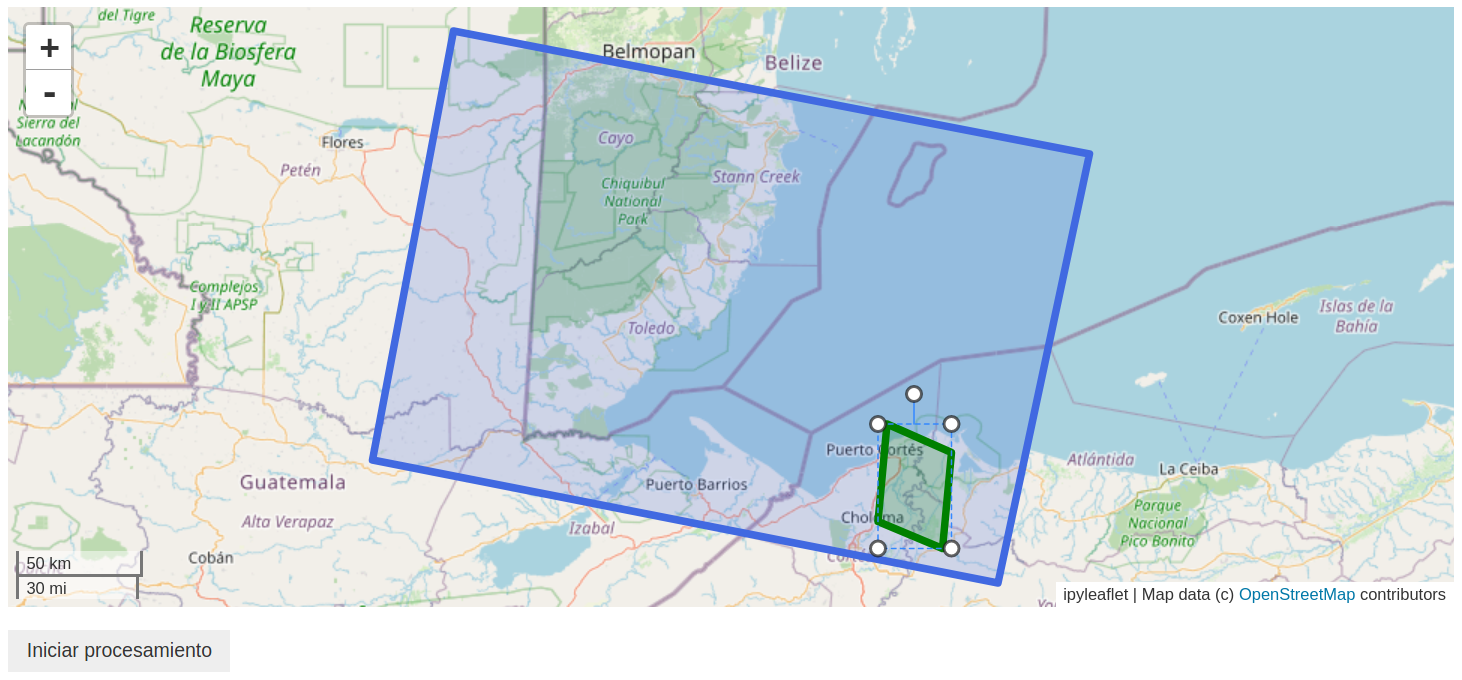 del Tigre
Reserva
de la Biosfera
Maya
+
-
Belmopan
Belize
Sierra del
Lacandón
Flores
Cayo
Petén
Stann Creek
Chiquibul
National
Park
Complejos
I y II APSP
Coxen Hole
Islas de la
Bahía
Toledo
Puerto Cortés
Atlántida
La Ceiba
Guatemala
Puerto Barrios
Parque
Nacional
Pico Bonito
Alta Verapaz
Izabal
Choloma
Cobán
50 km
30 mi
ipyleaflet | Map data (c) OpenStreetMap contributors
Iniciar procesamiento